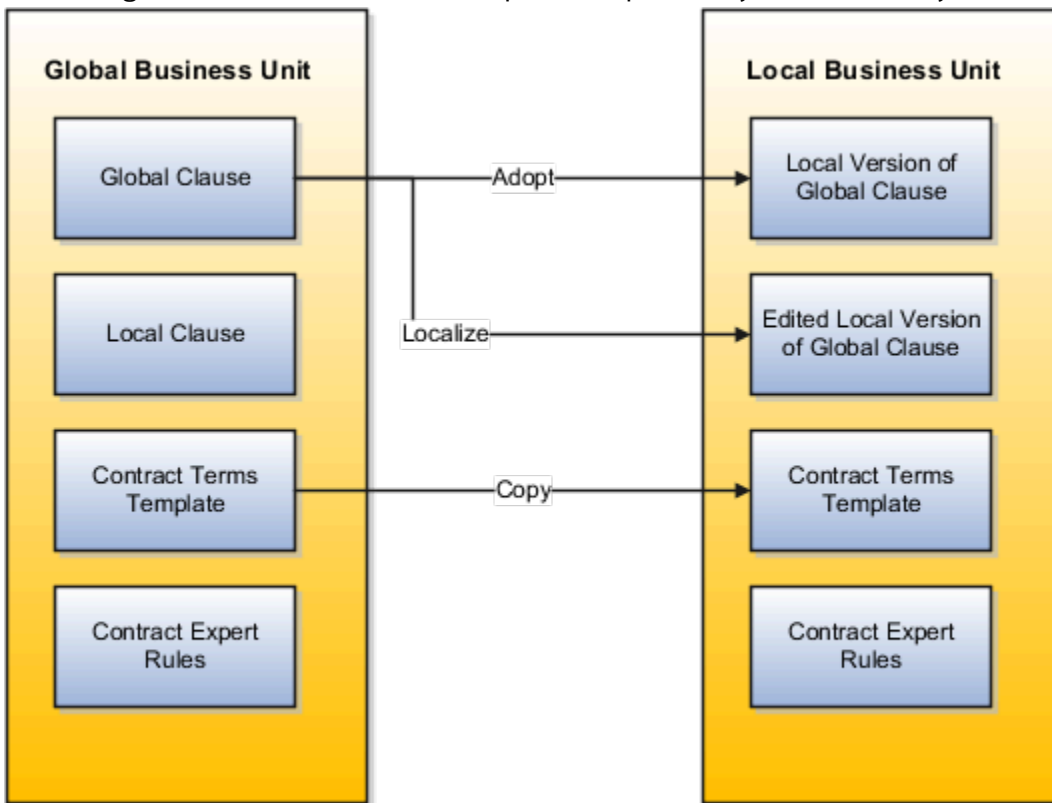 Global Business Unit
Local Business Unit
Global Clause
Adopt
Local Version of
Global Clause
Local Clause
Localize
Edited Local Version
of Global Clause
Contract Terms
Template
Copy
Contract Terms
Template
Contract Expert
Rules
Contract Expert
Rules